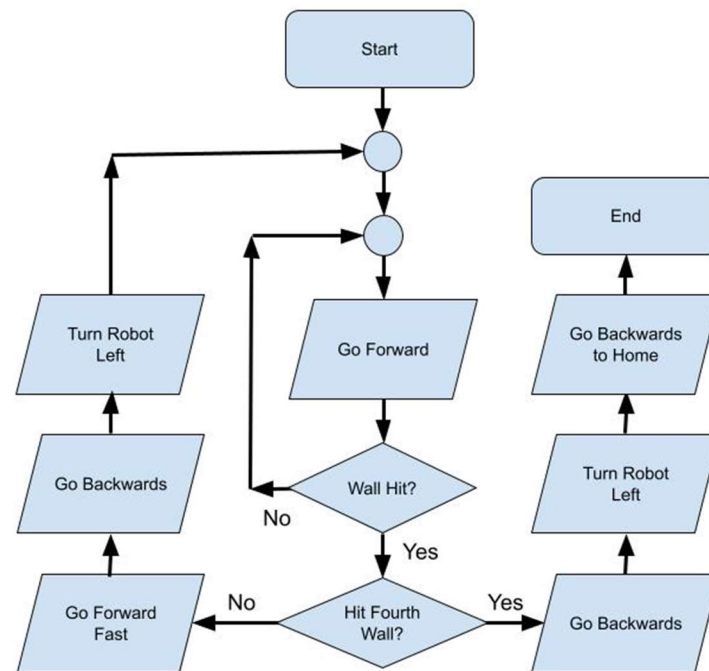 Start
End
Turn Robot
Left
Go Forward
Go Backwards
to Home
Go Backwards
Wall Hit?
Turn Robot
Left
No
Yes
Go Forward
Fast
No
Hit Fourth
Wall?
Yes
Go Backwards